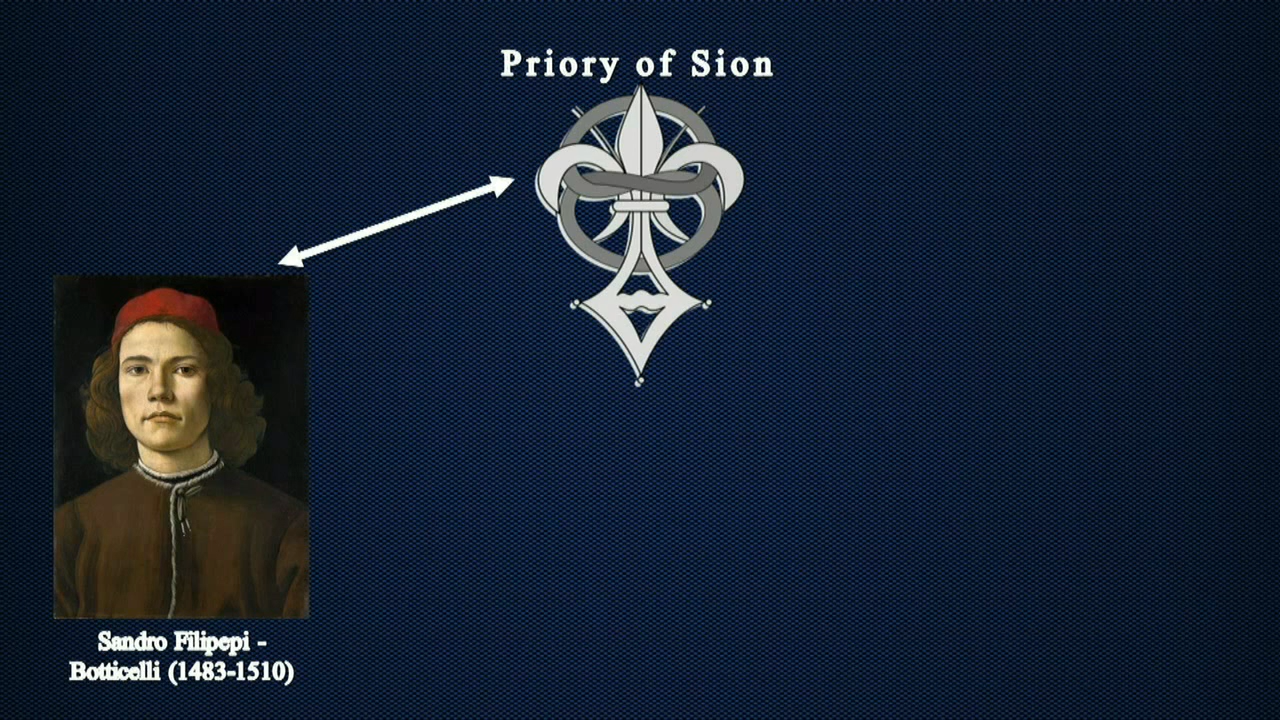 Priory of Sion
Sandro Filipepi -
Botticelli (1483-1510)